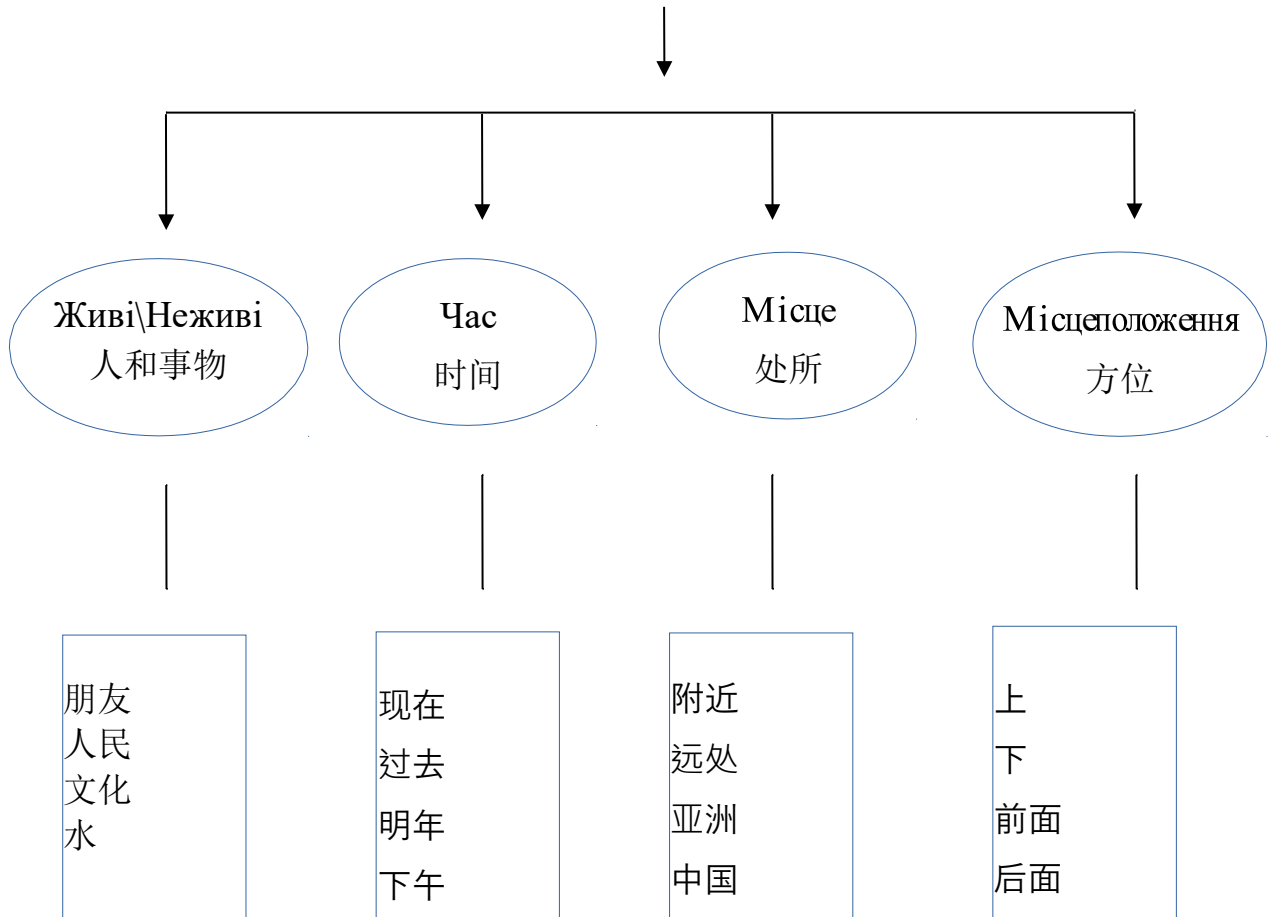 Живі\Неживі
人和事物
Час
时间
Місце
处所
Місцеположення
方位
朋友
人民
文化
水
现在
过去
明年
下午
附近
远处
亚洲
中国
上
下
前面
后面